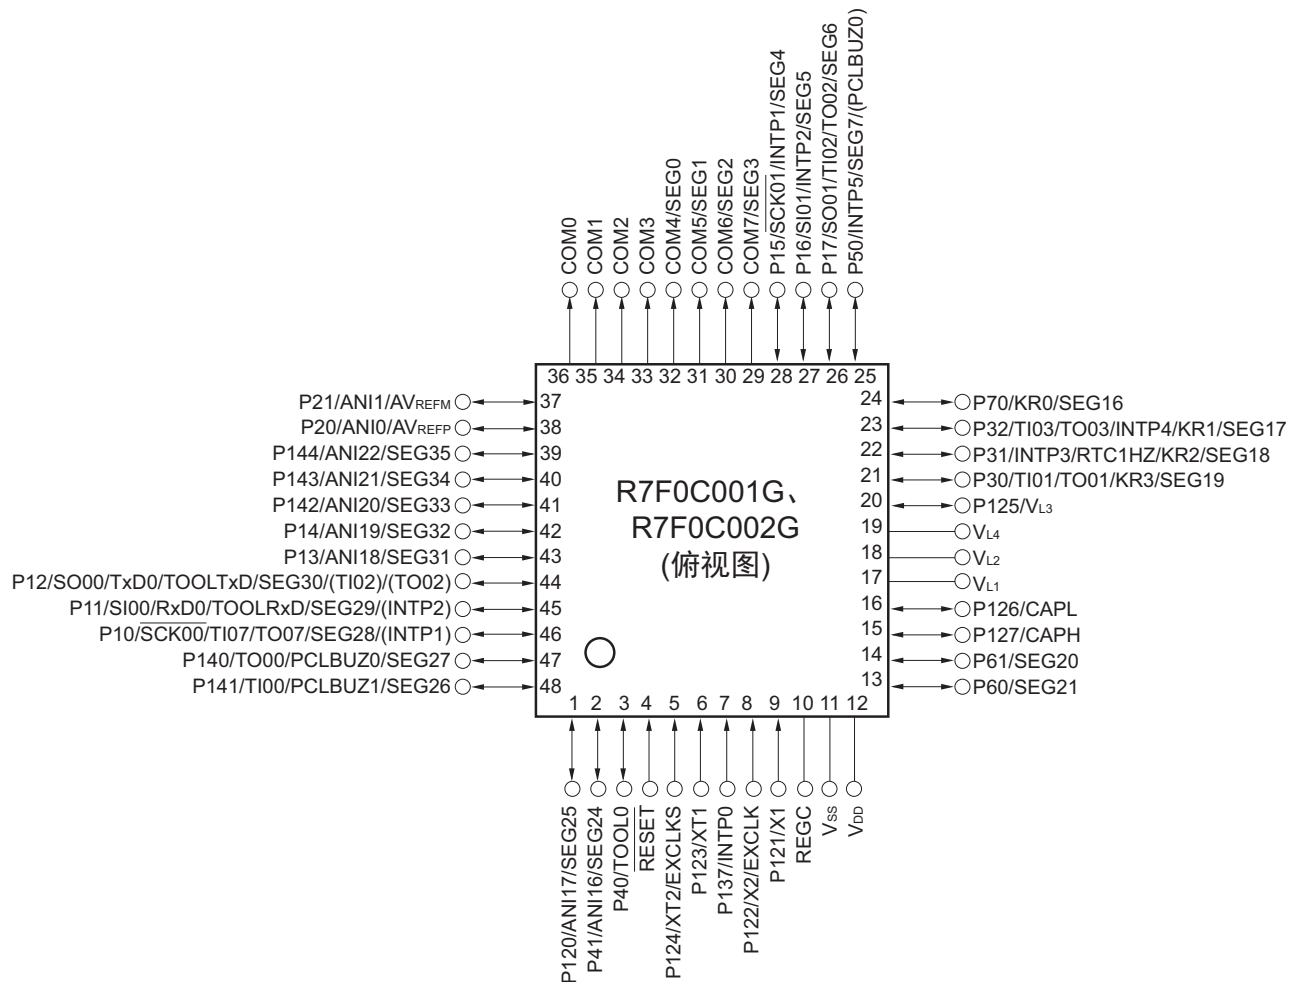 COM0
COM1
COM2
COM3
COM4/SEG0
COM5/SEG1
COM6/SEG2
COM7/SEG3
P15/SCK01/INTP1/SEG4
P16/SI01/INTP2/SEG5
P17/SO01/TI02/TO02/SEG6
P50/INTP5/SEG7/(PCLBUZ0)
36 35 34 33 32 31 30 29 28 27 26 25
P21/ANI1/AVREFM 37
P20/ANI0/AVREFP 38
P144/ANI22/SEG35 39
P143/ANI21/SEG34 40
P142/ANI20/SEG33 41
P14/ANI19/SEG32 42
P13/ANI18/SEG31 43
P12/SO00/TxD0/TOOLTxD/SEG30/(TI02)/(TO02) 44
P11/SI00/RxD0/TOOLRxD/SEG29/(INTP2) 45
P10/SCK00/TI07/TO07/SEG28/(INTP1) 46
P140/TO00/PCLBUZ0/SEG27 47
P141/TI00/PCLBUZ1/SEG26 48
R7F0C001G、
R7F0C002G
(俯视图)
24 P70/KR0/SEG16
23 P32/TI03/TO03/INTP4/KR1/SEG17
22 P31/INTP3/RTC1HZ/KR2/SEG18
21 P30/TI01/TO01/KR3/SEG19
20 P125/VL3
19 VL4
18 VL2
17 VL1
16 P126/CAPL
15 P127/CAPH
14 P61/SEG20
13 P60/SEG21
1 2 3 4 5 6 7 8 9 10 11 12
P120/ANI17/SEG25
P41/ANI16/SEG24
P40/TOOL0
RESET
P124/XT2/EXCLKS
P123/XT1
P137/INTP0
P122/X2/EXCLK
P121/X1
REGC
VSS
VDD